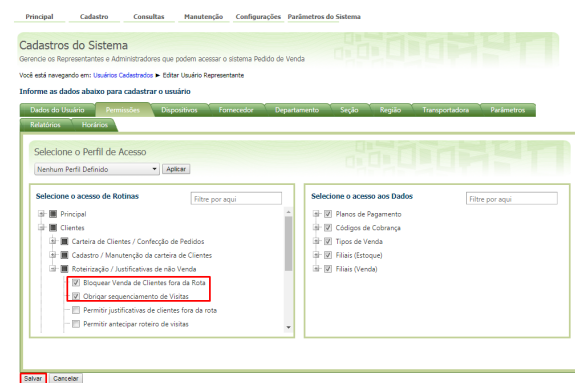 Principal Cadastro Consultas Manutenção Configurações Parâmetros do Sistema
Cadastros do Sistema
Gerencie os Representantes e Administradores que podem acessar o sistema Pedido de Venda
Você está navegando em: Usuários Cadastrados ► Editar Usuário Representante
Informe as dados abaixo para cadastrar o usuário
Dados do Usuário Permissões Dispositivos Fornecedor Departamento Seção Região Transportadora Parâmetros
Relatórios Horários
Selecione o Perfil de Acesso
Nenhum Perfil Definido Aplicar
Selecione o acesso de Rotinas Filtre por aqui
Principal
Clientes
Carteira de Clientes / Confecção de Pedidos
Cadastro / Manutenção da carteira de Clientes
Roteirização / Justificativas de não Venda
Bloquear Venda de Clientes fora da Rota
Obrigar sequenciamento de Visitas
Permitir justificativas de clientes fora da rota
Permitir antecipar roteiro de visitas
Selecione o acesso aos Dados Filtre por aqui
Planos de Pagamento
Códigos de Cobrança
Tipos de Venda
Filiais (Estoque)
Filiais (Venda)
Salvar Cancelar